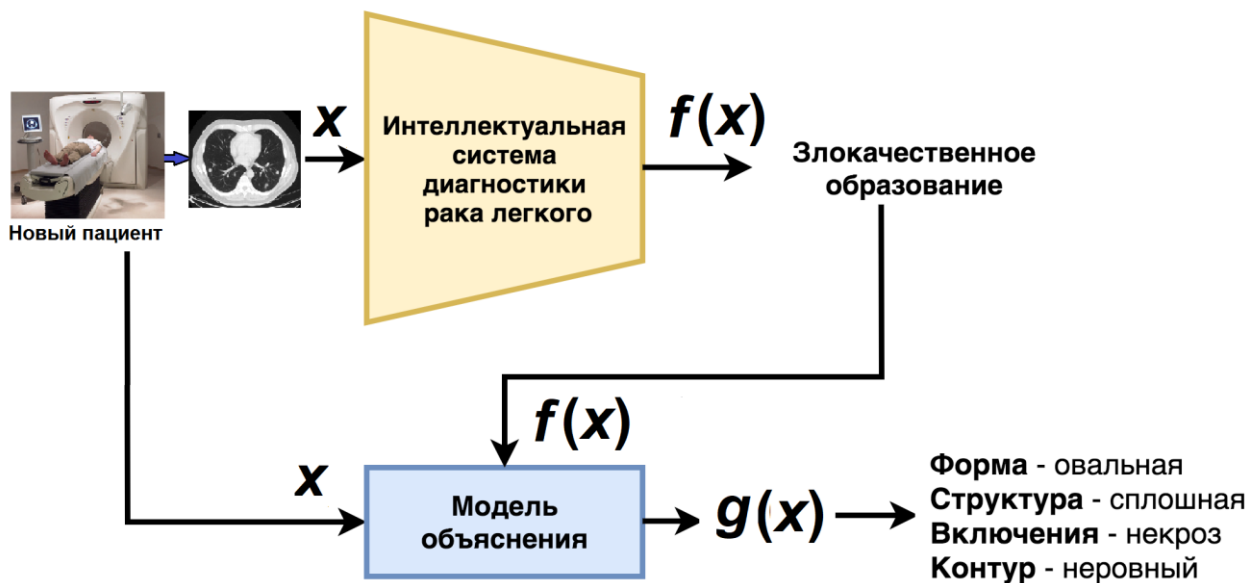 x
f(x)
Интеллектуальная
система
диагностики
рака легкого
Злокачественное
образование
Новый пациент
f(x)
x
Модель
объяснения
g(x)
Форма - овальная
Структура - сплошная
Включения - некроз
Контур - неровный